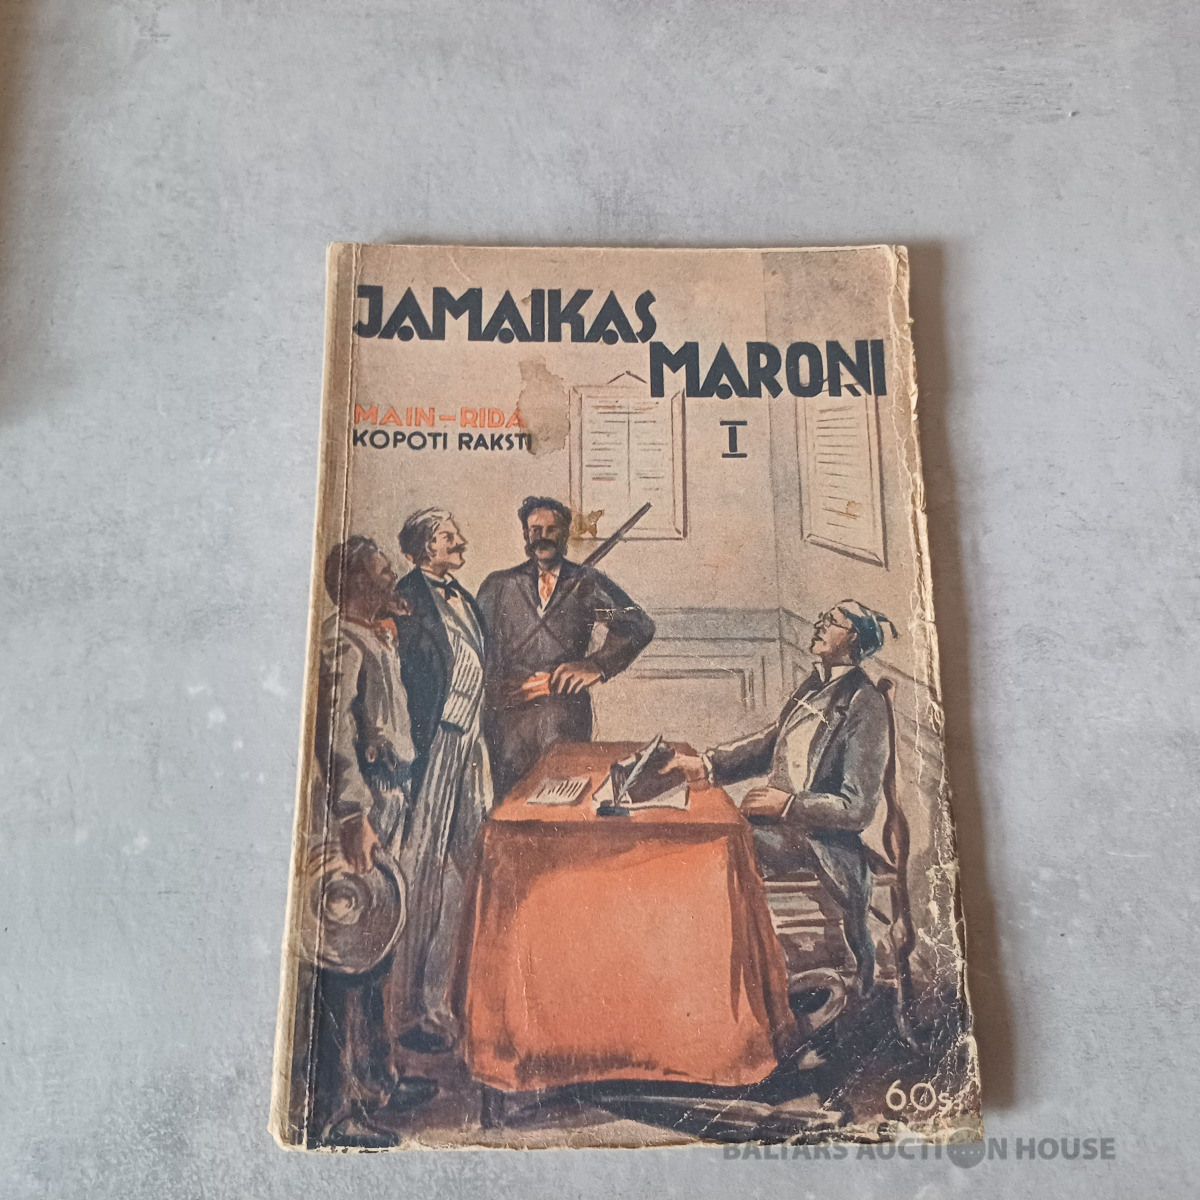 JAMAIKAS
MARONI
MAIN-RIDA
KOPOTI RAKSTI
I
60s.
BALTARS AUCTION HOUSE